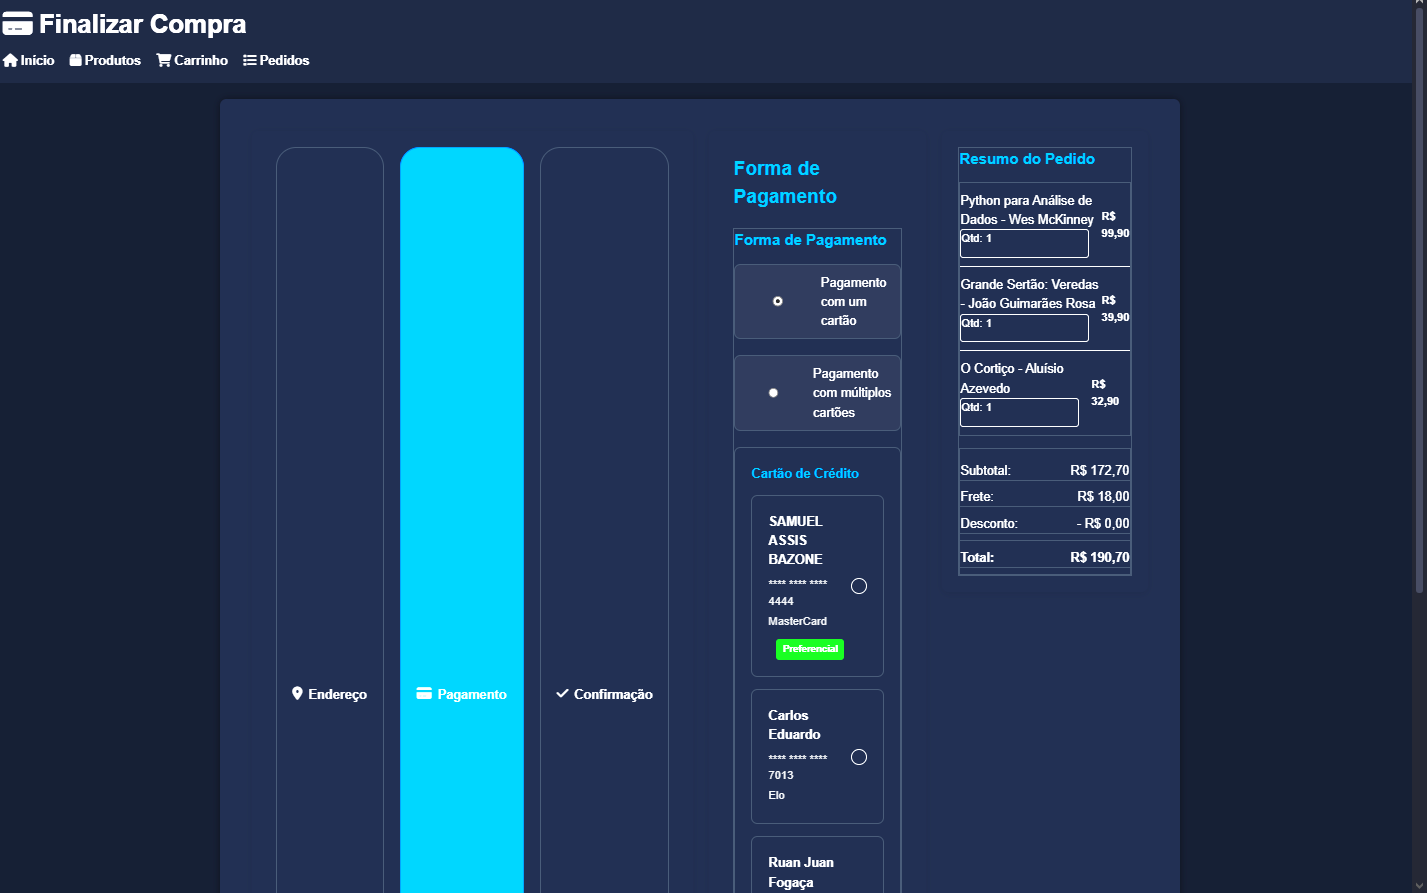 Finalizar Compra
Início Produtos Carrinho Pedidos
Endereço
Pagamento
Confirmação
Forma de
Pagamento
Forma de Pagamento
Pagamento
com um
cartão
Pagamento
com múltiplos
cartões
Cartão de Crédito
SAMUEL
ASSIS
BAZONE
**** **** ****
4444
MasterCard
Preferencial
Carlos
Eduardo
**** **** ****
7013
Elo
Ruan Juan
Fogaça
Resumo do Pedido
Python para Análise de
Dados - Wes McKinney
R$
99,90
Qtd: 1
Grande Sertão: Veredas
- João Guimarães Rosa
R$
39,90
Qtd: 1
O Cortiço - Aluísio
Azevedo
R$
32,90
Qtd: 1
Subtotal: R$ 172,70
Frete: R$ 18,00
Desconto: - R$ 0,00
Total: R$ 190,70